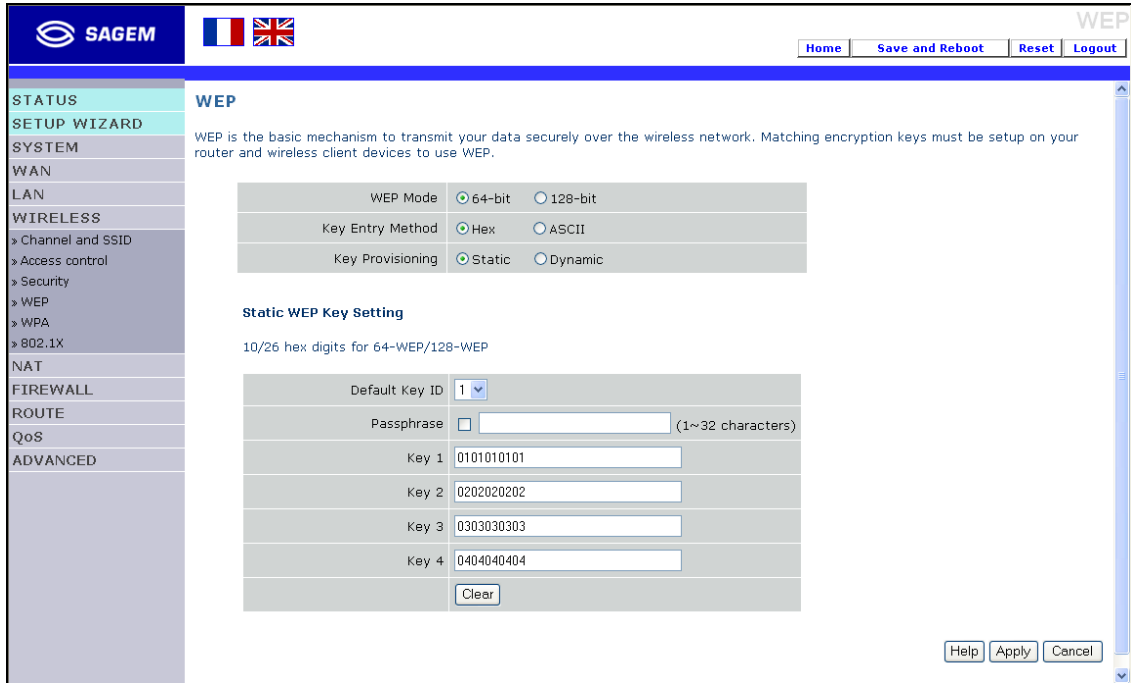 SAGEM
WEP
Home Save and Reboot Reset Logout
STATUS
SETUP WIZARD
SYSTEM
WAN
LAN
WIRELESS
» Channel and SSID
» Access control
» Security
» WEP
» WPA
» 802.1X
NAT
FIREWALL
ROUTE
QoS
ADVANCED
WEP
WEP is the basic mechanism to transmit your data securely over the wireless network. Matching encryption keys must be setup on your
router and wireless client devices to use WEP.
WEP Mode 64-bit 128-bit
Key Entry Method Hex ASCII
Key Provisioning Static Dynamic
Static WEP Key Setting
10/26 hex digits for 64-WEP/128-WEP
Default Key ID 1
Passphrase (1~32 characters)
Key 1 0101010101
Key 2 0202020202
Key 3 0303030303
Key 4 0404040404
Clear
Help Apply Cancel